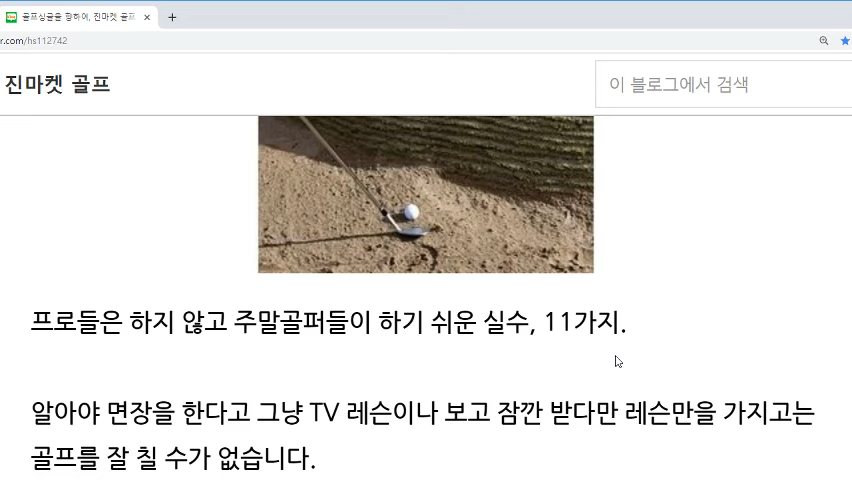 골프싱글을 향하여, 진마켓 골프
r.com/hs112742
진마켓 골프
이 블로그에서 검색
프로들은 하지 않고 주말골퍼들이 하기 쉬운 실수, 11가지.
알아야 면장을 한다고 그냥 TV 레슨이나 보고 잠깐 받다만 레슨만을 가지고는
골프를 잘 칠 수가 없습니다.